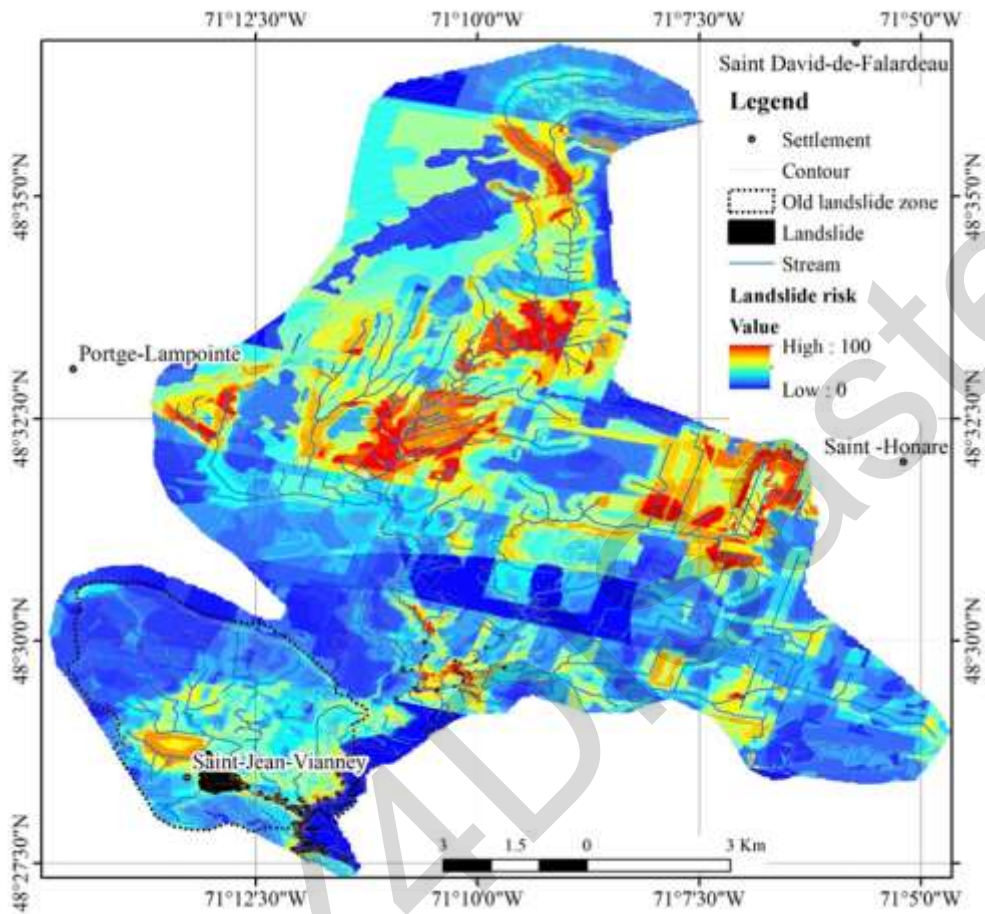 71°12'30"W 71°10'0"W 71°7'30"W 71°5'0"W
Saint David-de-Falardeau
Legend
Settlement
Contour
Old landslide zone
Landslide
Stream
Landslide risk
Value
High : 100
Low : 0
48°35'0"N 48°35'0"N
Portge-Lampointe
48°32'30"N 48°32'30"N
Saint -Honare
48°30'0"N 48°30'0"N
Saint-Jean-Vianney
3 1.5 0 3 Km
48°27'30"N 48°27'30"N
71°12'30"W 71°10'0"W 71°7'30"W 71°5'0"W